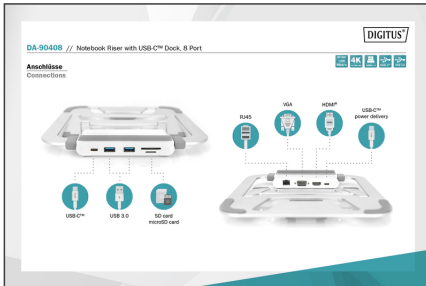 DIGITUS®
DA-90408 // Notebook Riser with USB-C™ Dock, 8 Port
4K
Anschlüsse
Connections
VGA
HDMI®
RJ45
USB-C™
power delivery
USB-C™
USB 3.0
SD card
microSD card